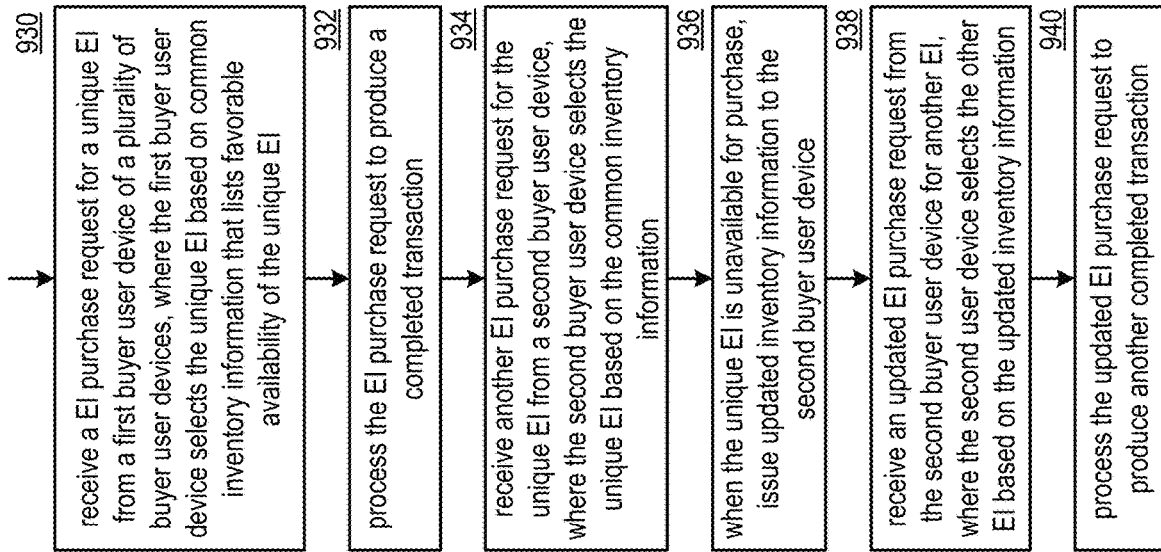 930
receive a EI purchase request for a unique EI
from a first buyer user device of a plurality of
buyer user devices, where the first buyer user
device selects the unique EI based on common
inventory information that lists favorable
availability of the unique EI
932
process the EI purchase request to produce a
completed transaction
934
receive another EI purchase request for the
unique EI from a second buyer user device,
where the second buyer user device selects the
unique EI based on the common inventory
information
936
when the unique EI is unavailable for purchase,
issue updated inventory information to the
second buyer user device
938
receive an updated EI purchase request from
the second buyer user device for another EI,
where the second user device selects the other
EI based on the updated inventory information
940
process the updated EI purchase request to
produce another completed transaction